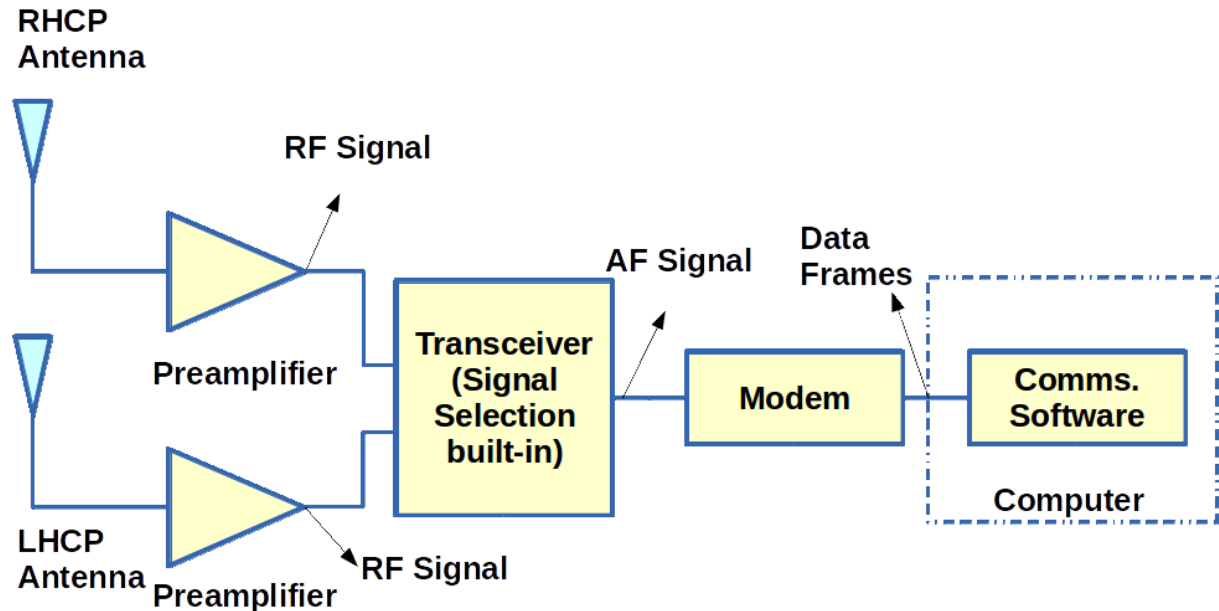 RHCP
Antenna
RF Signal
Preamplifier
Transceiver
(Signal
Selection
built-in)
AF Signal
Modem
Data
Frames
Comms.
Software
Computer
LHCP
Antenna
Preamplifier
RF Signal